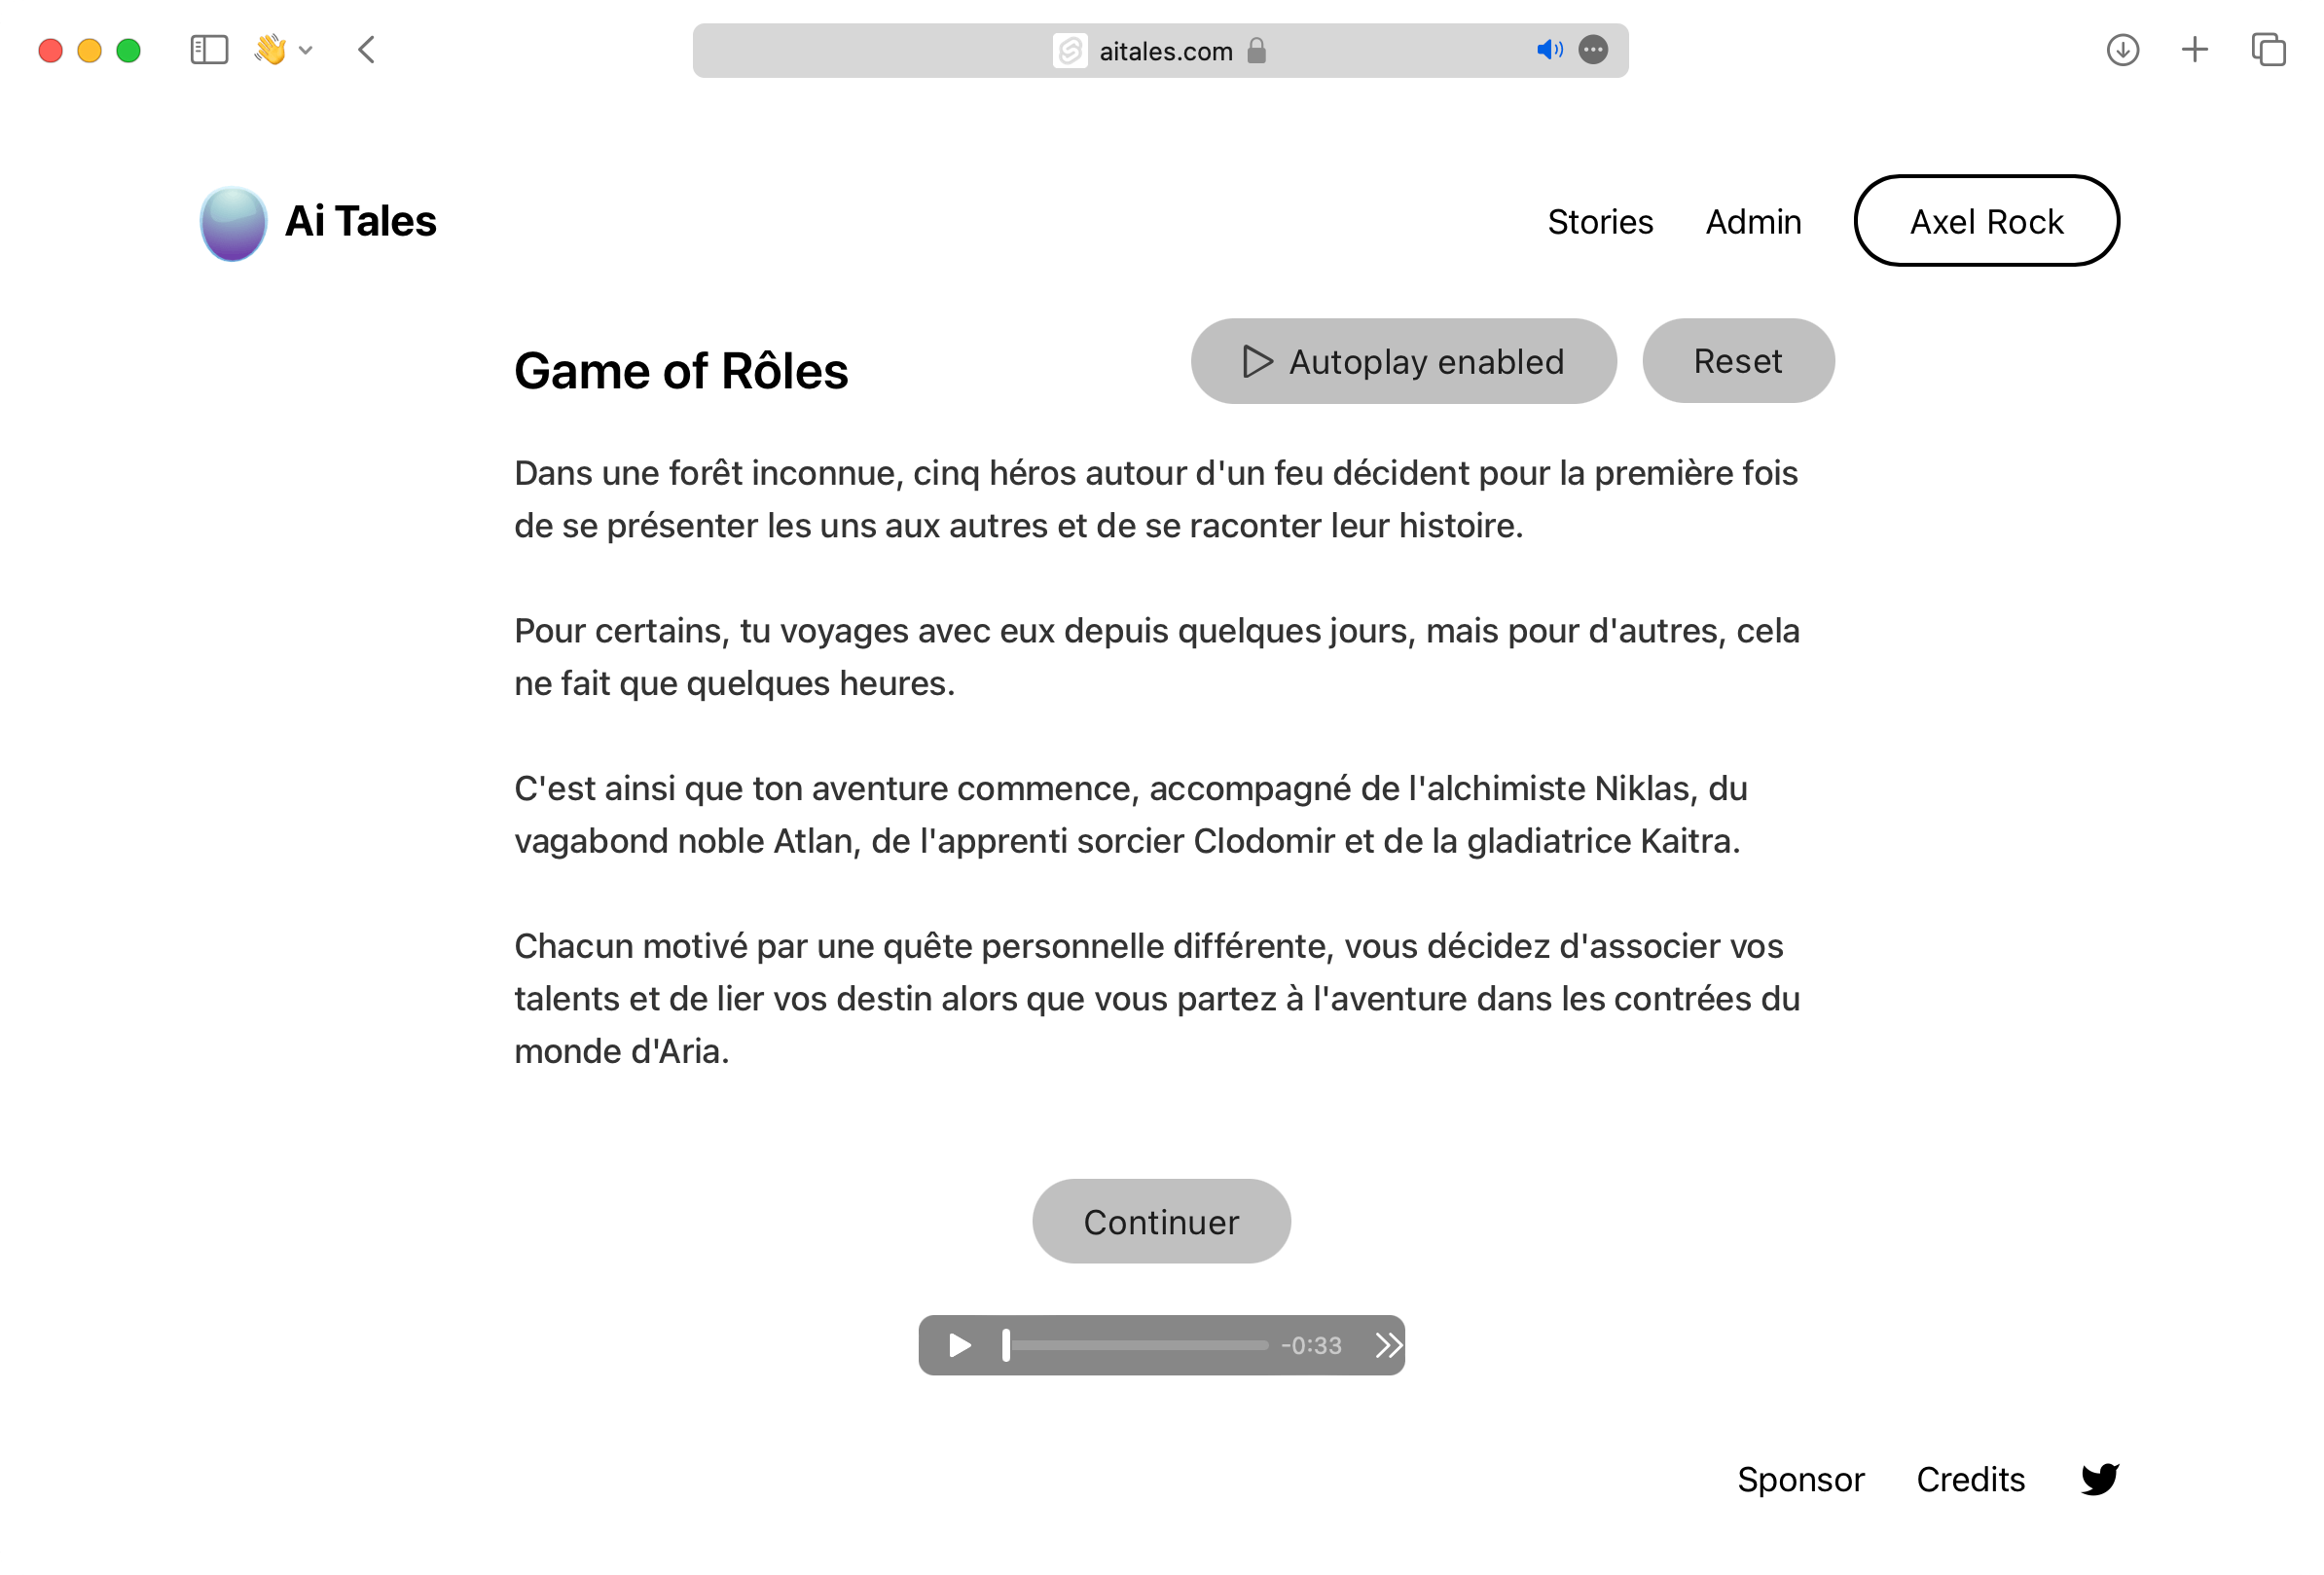 aitales.com
Ai Tales
Stories
Admin
Axel Rock
Game of Rôles
Autoplay enabled
Reset
Dans une forêt inconnue, cinq héros autour d'un feu décident pour la première fois
de se présenter les uns aux autres et de se raconter leur histoire.
Pour certains, tu voyages avec eux depuis quelques jours, mais pour d'autres, cela
ne fait que quelques heures.
C'est ainsi que ton aventure commence, accompagné de l'alchimiste Niklas, du
vagabond noble Atlan, de l'apprenti sorcier Clodomir et de la gladiatrice Kaitra.
Chacun motivé par une quête personnelle différente, vous décidez d'associer vos
talents et de lier vos destin alors que vous partez à l'aventure dans les contrées du
monde d'Aria.
Continuer
-0:33
Sponsor
Credits